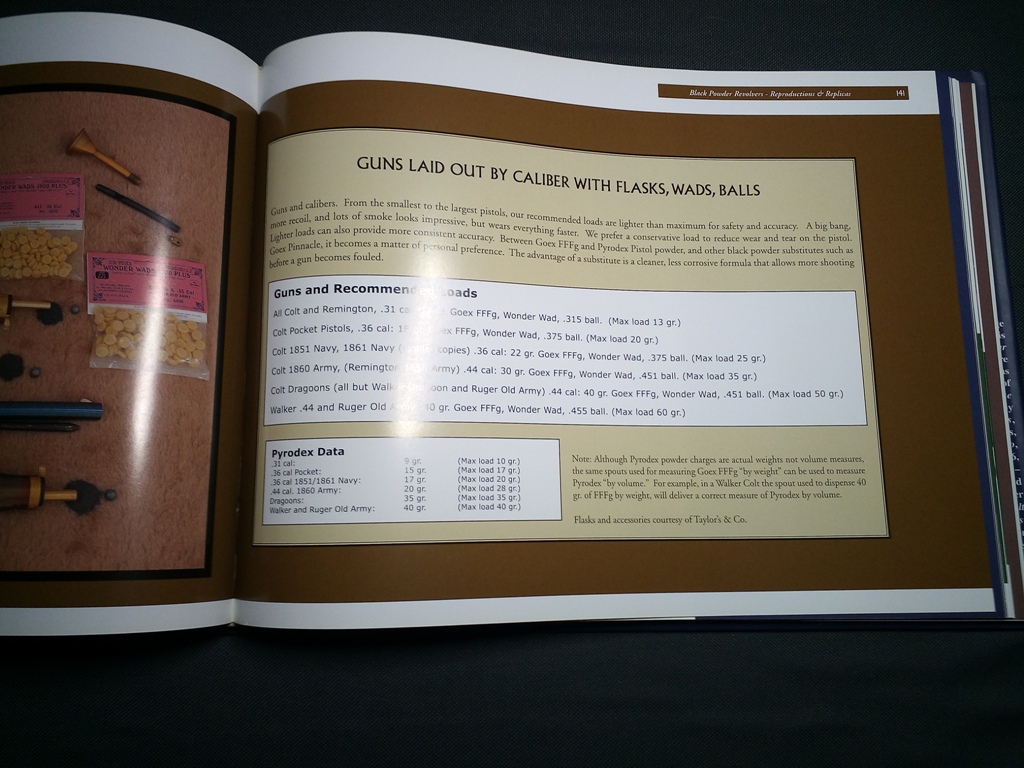 Black Powder Revolvers - Reproductions & Replicas 141
WONDER WADS
WONDER WADS PLUS
GUNS LAID OUT BY CALIBER WITH FLASKS, WADS, BALLS
Guns and calibers. From the smallest to the largest pistols, our recommended loads are lighter than maximum for safety and accuracy. A big bang,
more recoil, and lots of smoke looks impressive, but wears everything faster. We prefer a conservative load to reduce wear and tear on the pistol.
Lighter loads can also provide more consistent accuracy. Between Goex FFFg and Pyrodex Pistol powder, and other black powder substitutes such as
Goex Pinnacle, it becomes a matter of personal preference. The advantage of a substitute is a cleaner, less corrosive formula that allows more shooting
before a gun becomes fouled.
Guns and Recommended Loads
All Colt and Remington, .31 Goex FFFg, Wonder Wad, .315 ball. (Max load 13 gr.)
Colt Pocket Pistols, .36 cal: FFFg, Wonder Wad, .375 ball. (Max load 20 gr.)
Colt 1851 Navy, 1861 Navy copies) .36 cal: 22 gr. Goex FFFg, Wonder Wad, .375 ball. (Max load 25 gr.)
Colt 1860 Army, (Remington Army) .44 cal: 30 gr. Goex FFFg, Wonder Wad, .451 ball. (Max load 35 gr.)
Colt Dragoons (all but and Ruger Old Army) .44 cal: 40 gr. Goex FFFg, Wonder Wad, .451 ball. (Max load 50 gr.)
Walker .44 and Ruger Old gr. Goex FFFg, Wonder Wad, .455 ball. (Max load 60 gr.)
Pyrodex Data
.31 cal: 9 gr. (Max load 10 gr.)
.36 cal Pocket: 15 gr. (Max load 17 gr.)
.36 cal 1851/1861 Navy: 17 gr. (Max load 20 gr.)
.44 cal. 1860 Army: 20 gr. (Max load 28 gr.)
Dragoons: 35 gr. (Max load 35 gr.)
Walker and Ruger Old Army: 40 gr. (Max load 40 gr.)
Note: Although Pyrodex powder charges are actual weights not volume measures,
the same spouts used for measuring Goex FFFg "by weight" can be used to measure
Pyrodex "by volume." For example, in a Walker Colt the spout used to dispense 40
gr. of FFFg by weight, will deliver a correct measure of Pyrodex by volume.
Flasks and accessories courtesy of Taylor's & Co.